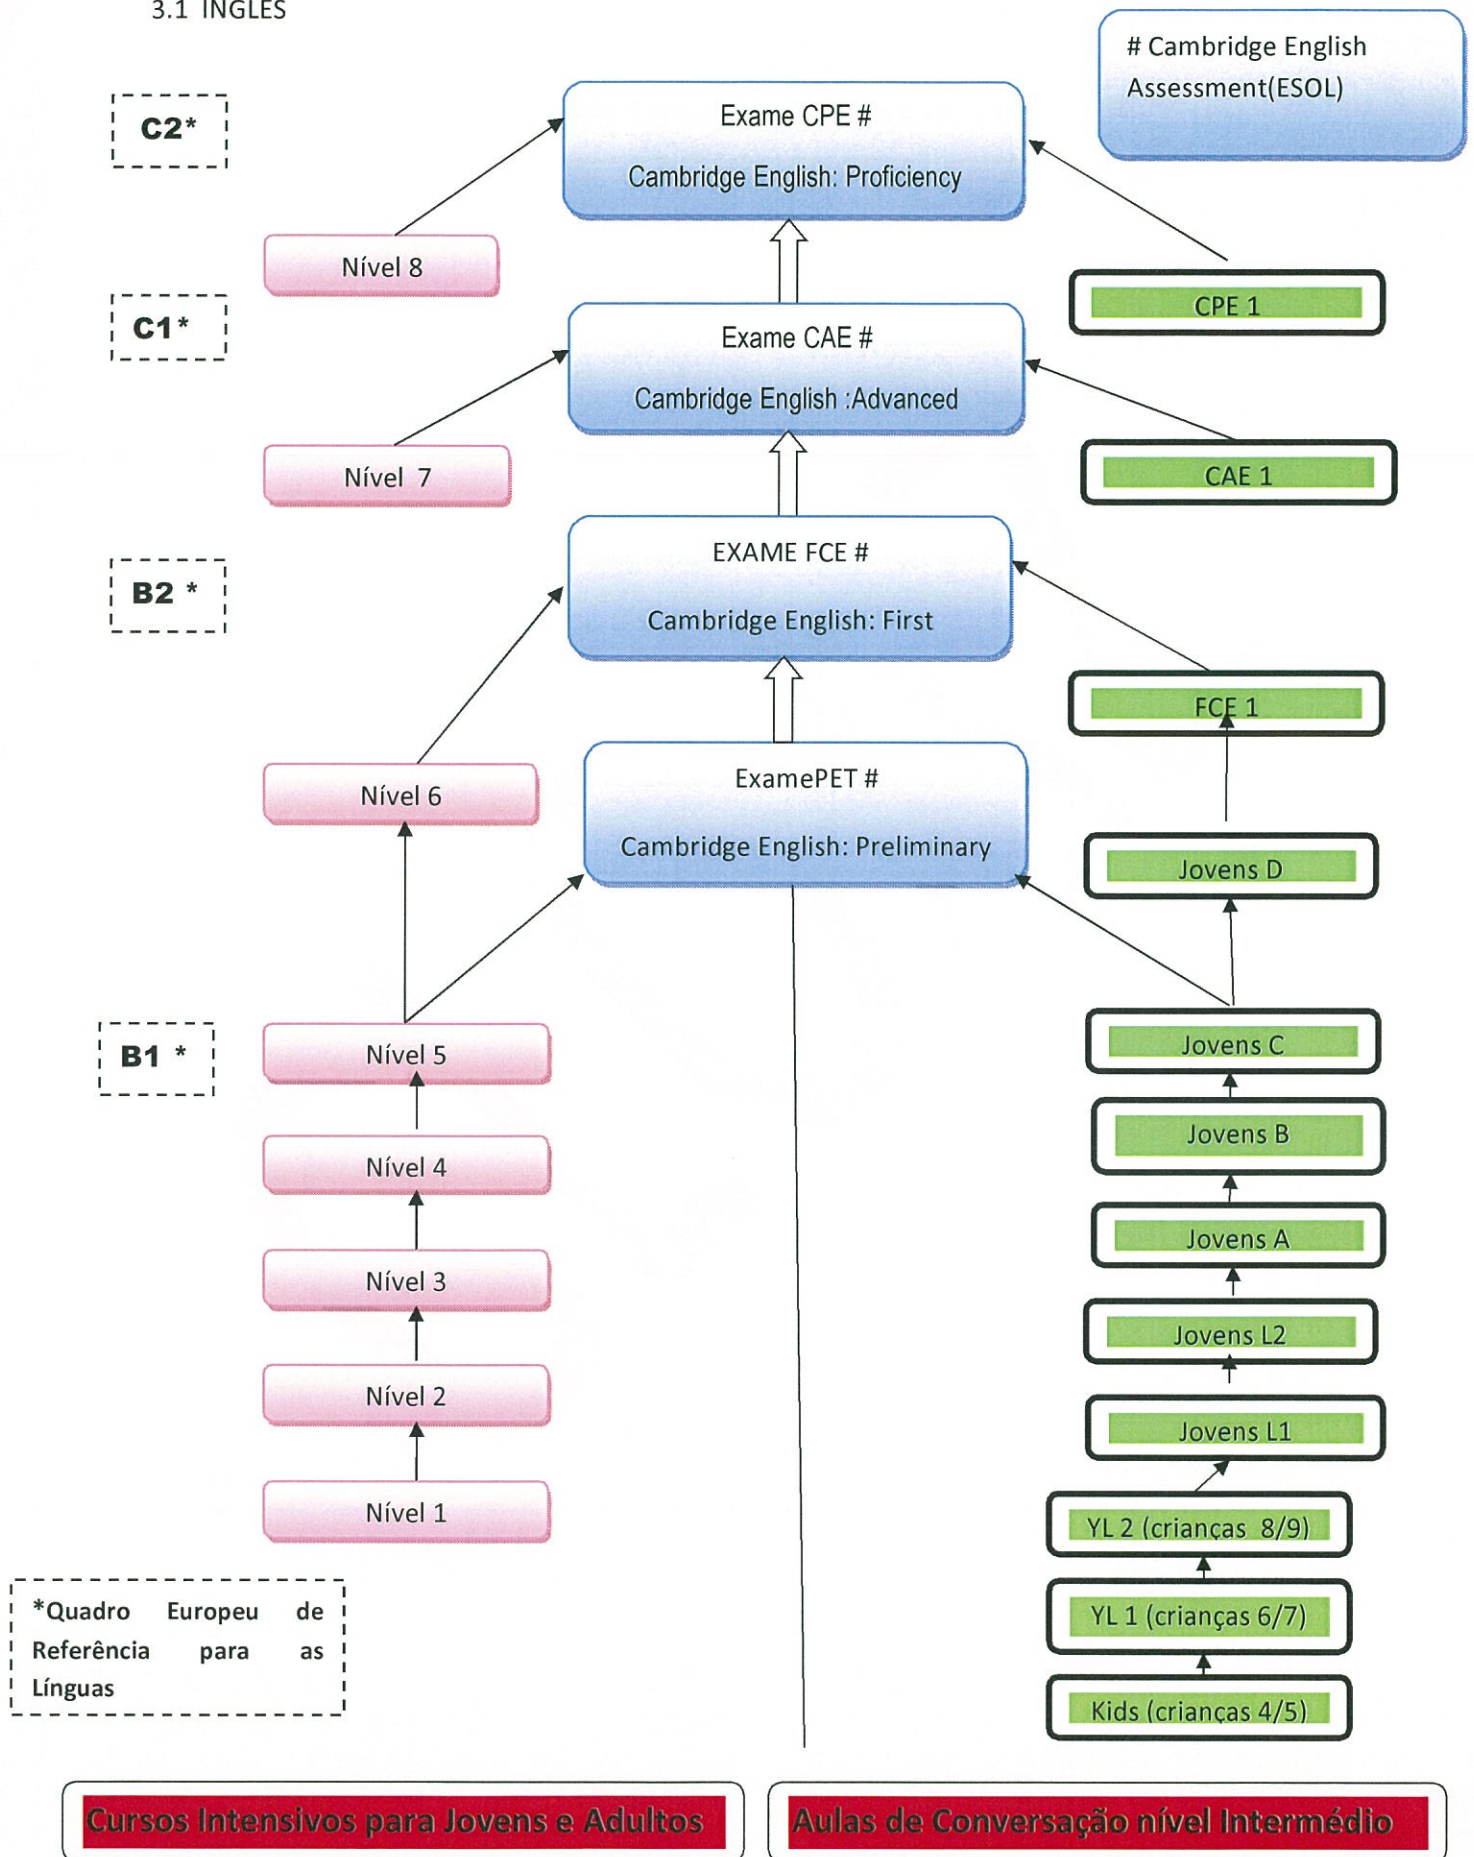 3.1 INGLES
# Cambridge English
Assessment(ESOL)
C2*
Exame CPE #
Cambridge English: Proficiency
Nível 8
CPE 1
C1*
Exame CAE #
Cambridge English :Advanced
Nível 7
CAE 1
B2 *
EXAME FCE #
Cambridge English: First
FCE 1
Nível 6
ExamePET #
Cambridge English: Preliminary
Jovens D
B1 *
Nível 5
Jovens C
Nível 4
Jovens B
Nível 3
Jovens A
Nível 2
Jovens L2
Nível 1
Jovens L1
YL 2 (crianças 8/9)
YL 1 (crianças 6/7)
Kids (crianças 4/5)
*Quadro Europeu de
Referência para as
Línguas
Cursos Intensivos para Jovens e Adultos
Aulas de Conversação nível Intermédio